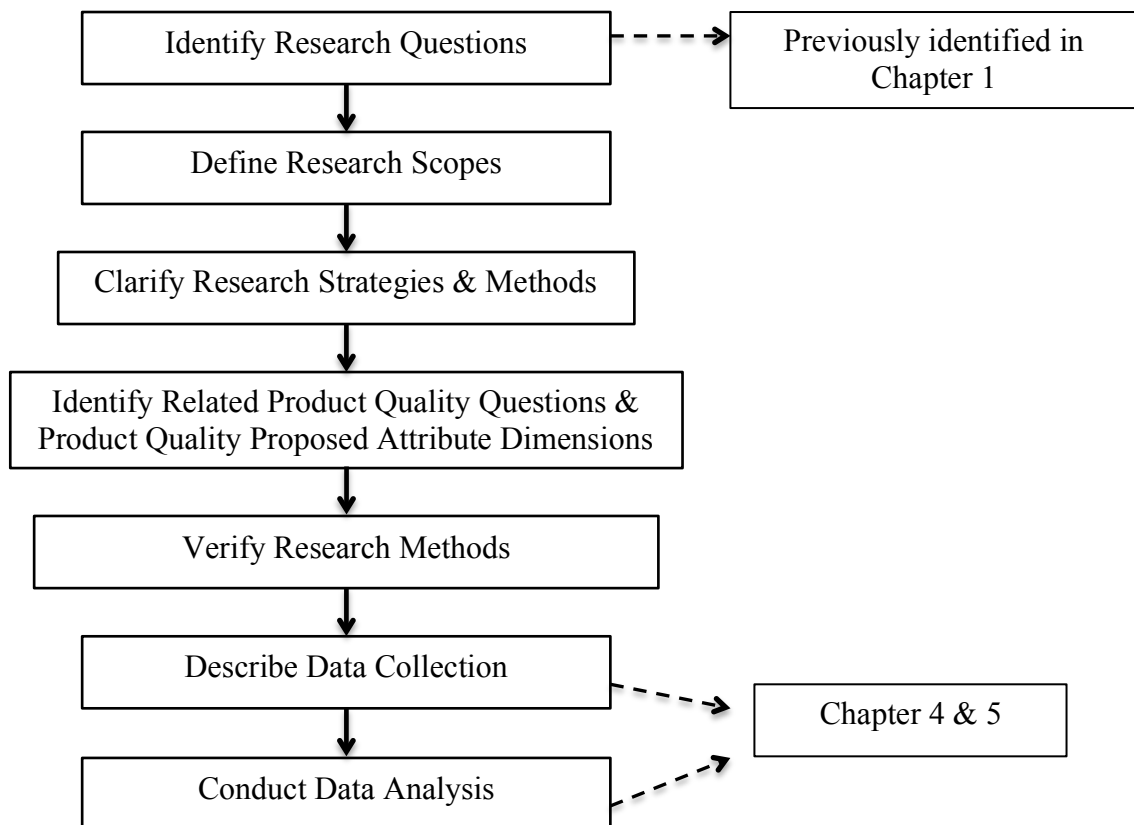 Identify Research Questions
Previously identified in
Chapter 1
Define Research Scopes
Clarify Research Strategies & Methods
Identify Related Product Quality Questions &
Product Quality Proposed Attribute Dimensions
Verify Research Methods
Describe Data Collection
Chapter 4 & 5
Conduct Data Analysis